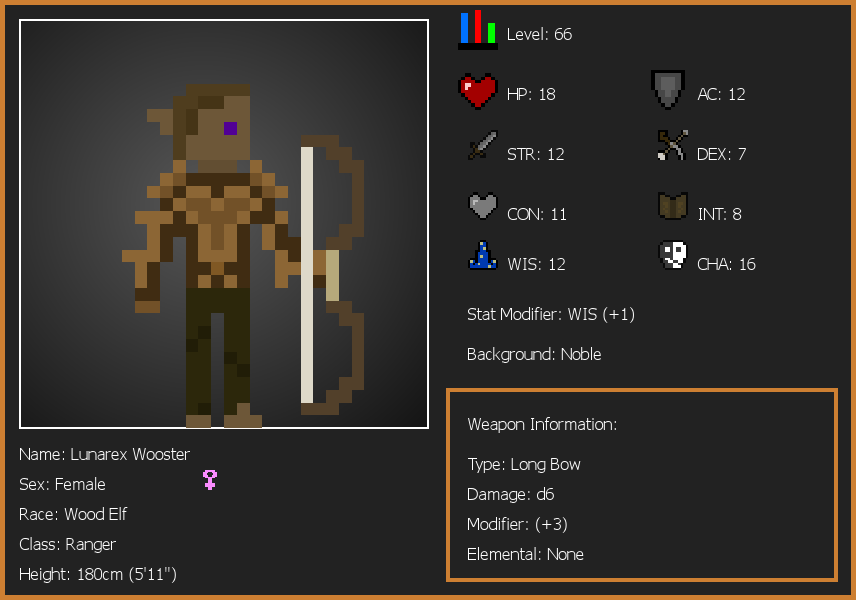 Level: 66
HP: 18
AC: 12
STR: 12
DEX: 7
CON: 11
INT: 8
WIS: 12
CHA: 16
Stat Modifier: WIS (+1)
Background: Noble
Weapon Information:
Type: Long Bow
Damage: d6
Modifier: (+3)
Elemental: None
Name: Lunarex Wooster
Sex: Female
Race: Wood Elf
Class: Ranger
Height: 180cm (5'11")